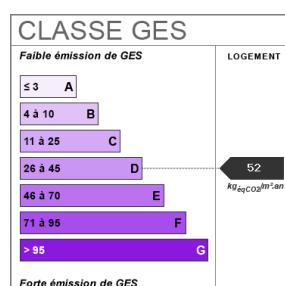 CLASSE GES
Faible émission de GES
LOGEMENT
≤ 3 A
4 à 10 B
11 à 25 C
26 à 45 D
52
kgéqCO2/m².an
46 à 70 E
71 à 95 F
> 95 G
Forte émission de GES